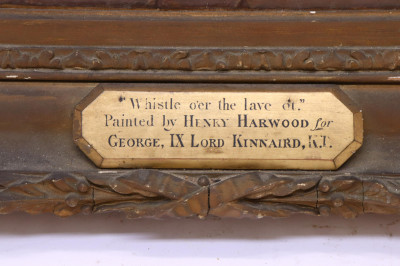 "Whistle o'er the lave o't."
Painted by HENRY HARWOOD for
GEORGE, IX LORD KINNAIRD, K.T.